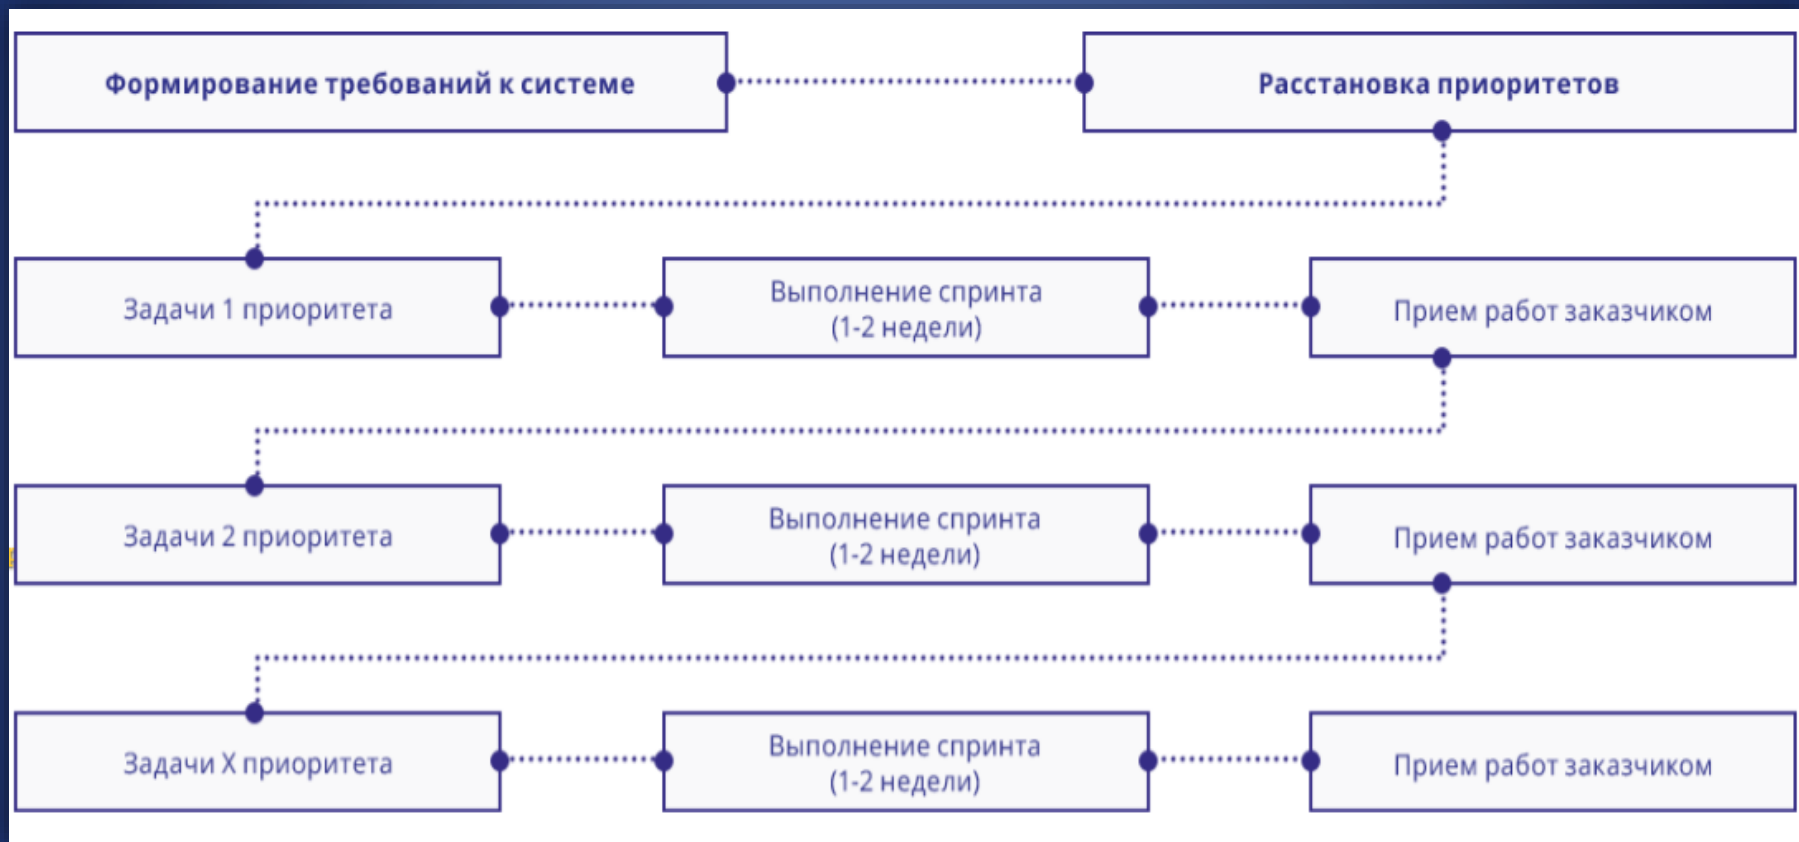 Формирование требований к системе
Расстановка приоритетов
Задачи 1 приоритета
Выполнение спринта
(1-2 недели)
Прием работ заказчиком
Задачи 2 приоритета
Выполнение спринта
(1-2 недели)
Прием работ заказчиком
Задачи X приоритета
Выполнение спринта
(1-2 недели)
Прием работ заказчиком